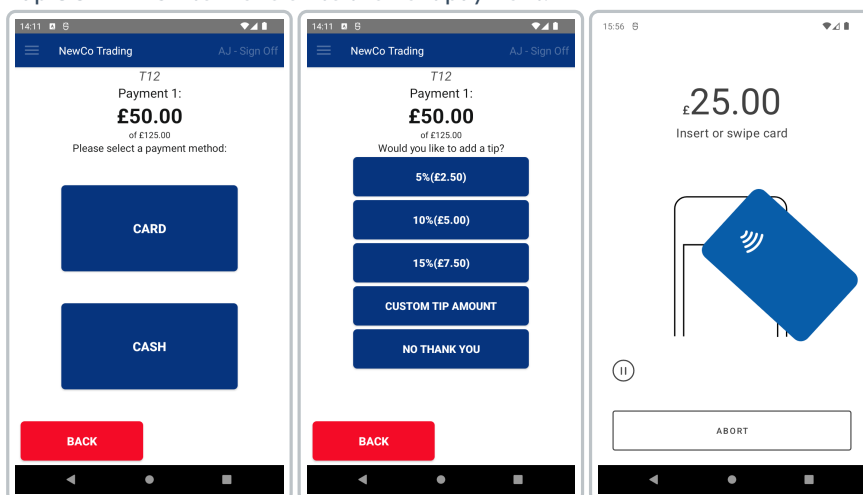 14:11
NewCo Trading
AJ - Sign Off
T12
Payment 1:
£50.00
of £125.00
Please select a payment method:
CARD
CASH
BACK
14:11
NewCo Trading
AJ - Sign Off
T12
Payment 1:
£50.00
of £125.00
Would you like to add a tip?
5%(£2.50)
10%(£5.00)
15%(£7.50)
CUSTOM TIP AMOUNT
NO THANK YOU
BACK
15:56
£25.00
Insert or swipe card
ABORT